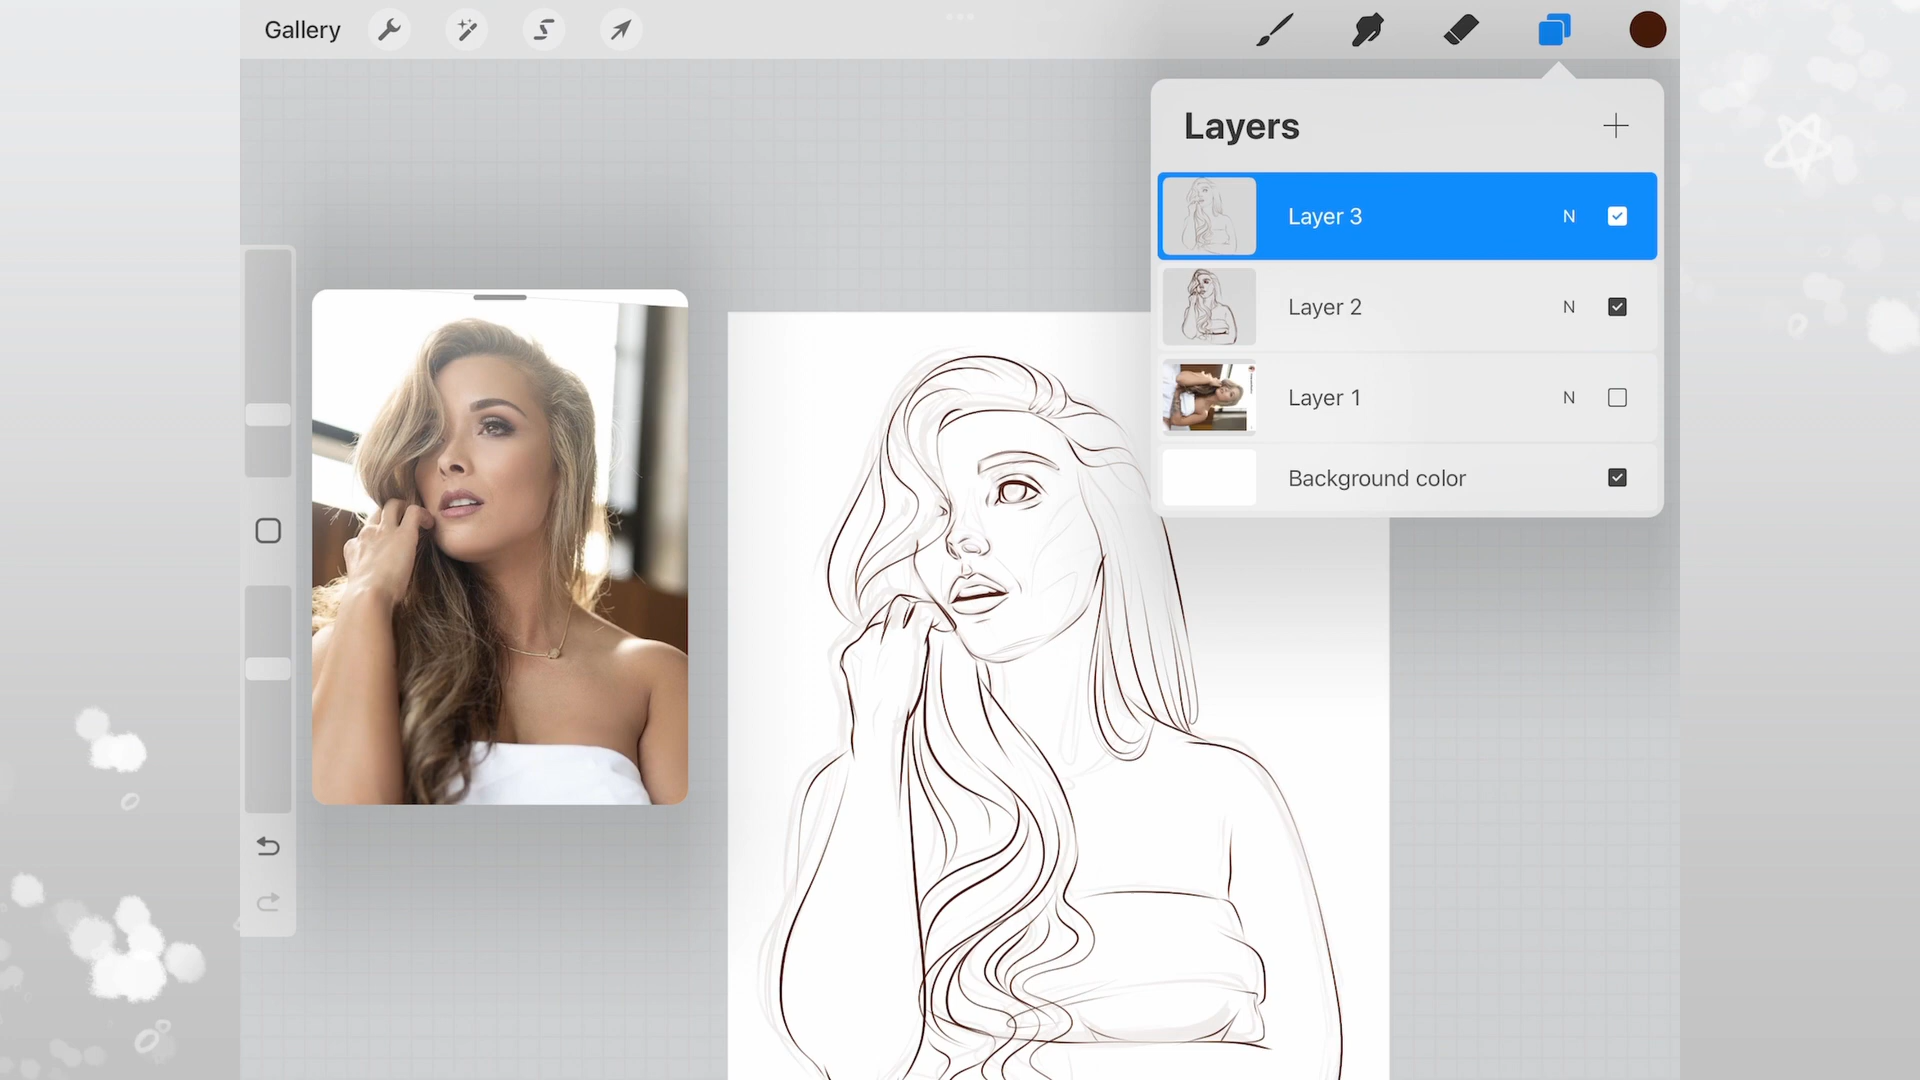 Gallery
Layers
Layer 3 N
Layer 2 N
Layer 1 N
Background color